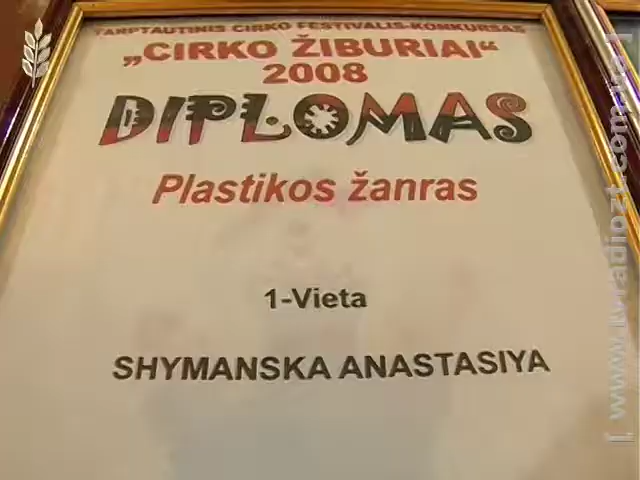 TARPTAUTINIS CIRKO FESTIVALIS-KONKURSAS
„CIRKO ŽIBURIAI“
2008
DIPLOMAS
Plastikos žanras
1-Vieta
SHYMANSKA ANASTASIYA